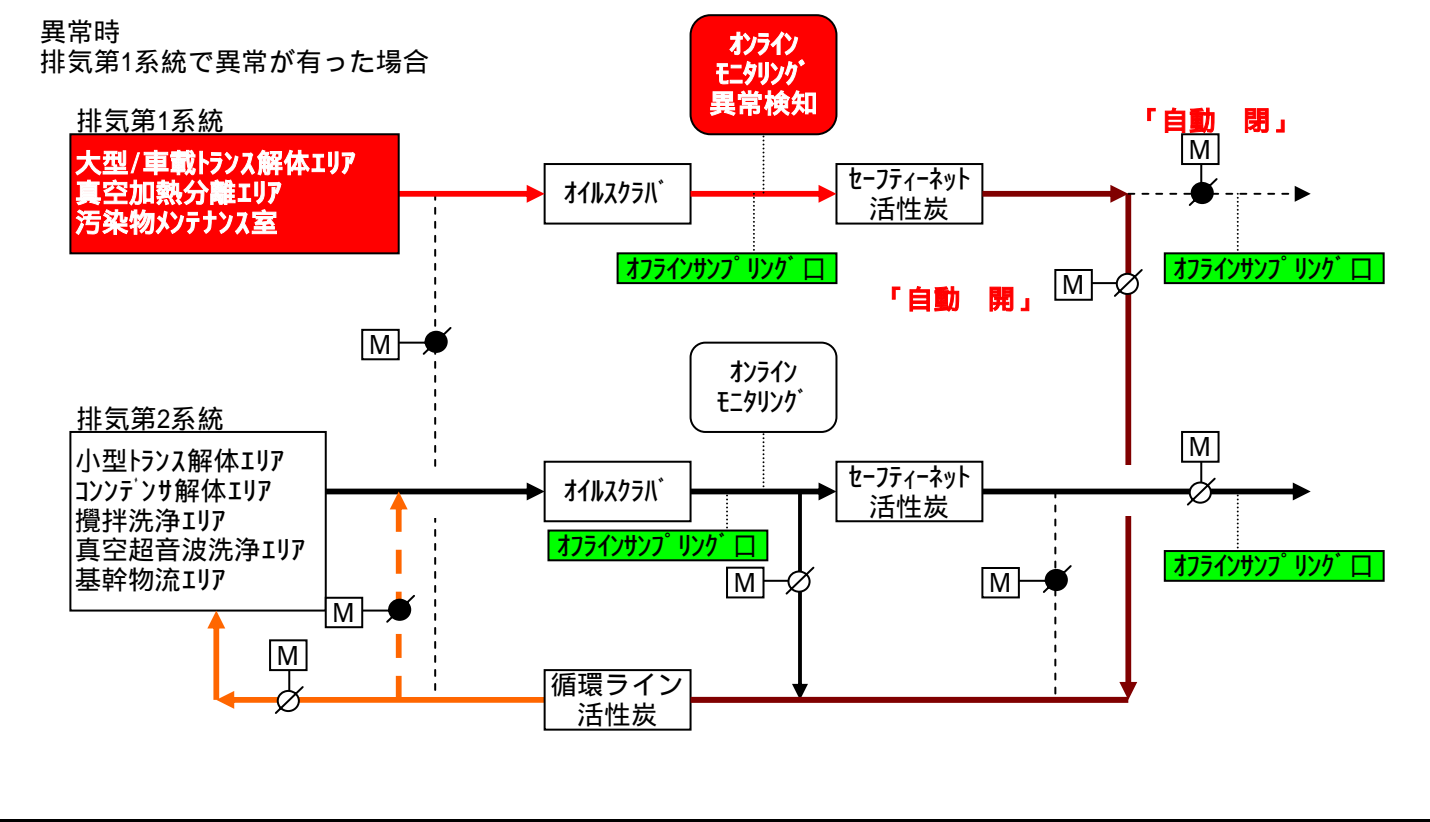 異常時
排気第1系統で異常が有った場合
ｵﾝﾗｲﾝ
ﾓﾆﾀﾘﾝｸﾞ
異常検知
「自動　閉」
排気第1系統
M
大型/車載ﾄﾗﾝｽ解体ｴﾘｱ
真空加熱分離ｴﾘｱ
汚染物ﾒﾝﾃﾅﾝｽ室
ｵｲﾙｽｸﾗﾊﾞ
ｾｰﾌﾃｨｰﾈｯﾄ
活性炭
ｵﾌﾗｲﾝｻﾝﾌﾟﾘﾝｸﾞ口
ｵﾌﾗｲﾝｻﾝﾌﾟﾘﾝｸﾞ口
「自動　開」
M
M
ｵﾝﾗｲﾝ
ﾓﾆﾀﾘﾝｸﾞ
排気第2系統
M
小型ﾄﾗﾝｽ解体ｴﾘｱ
ｺﾝﾝﾃﾞﾝｻ解体ｴﾘｱ
攪拌洗浄ｴﾘｱ
真空超音波洗浄ｴﾘｱ
基幹物流ｴﾘｱ
ｵｲﾙｽｸﾗﾊﾞ
ｾｰﾌﾃｨｰﾈｯﾄ
活性炭
ｵﾌﾗｲﾝｻﾝﾌﾟﾘﾝｸﾞ口
ｵﾌﾗｲﾝｻﾝﾌﾟﾘﾝｸﾞ口
M
M
M
M
循環ライン
活性炭